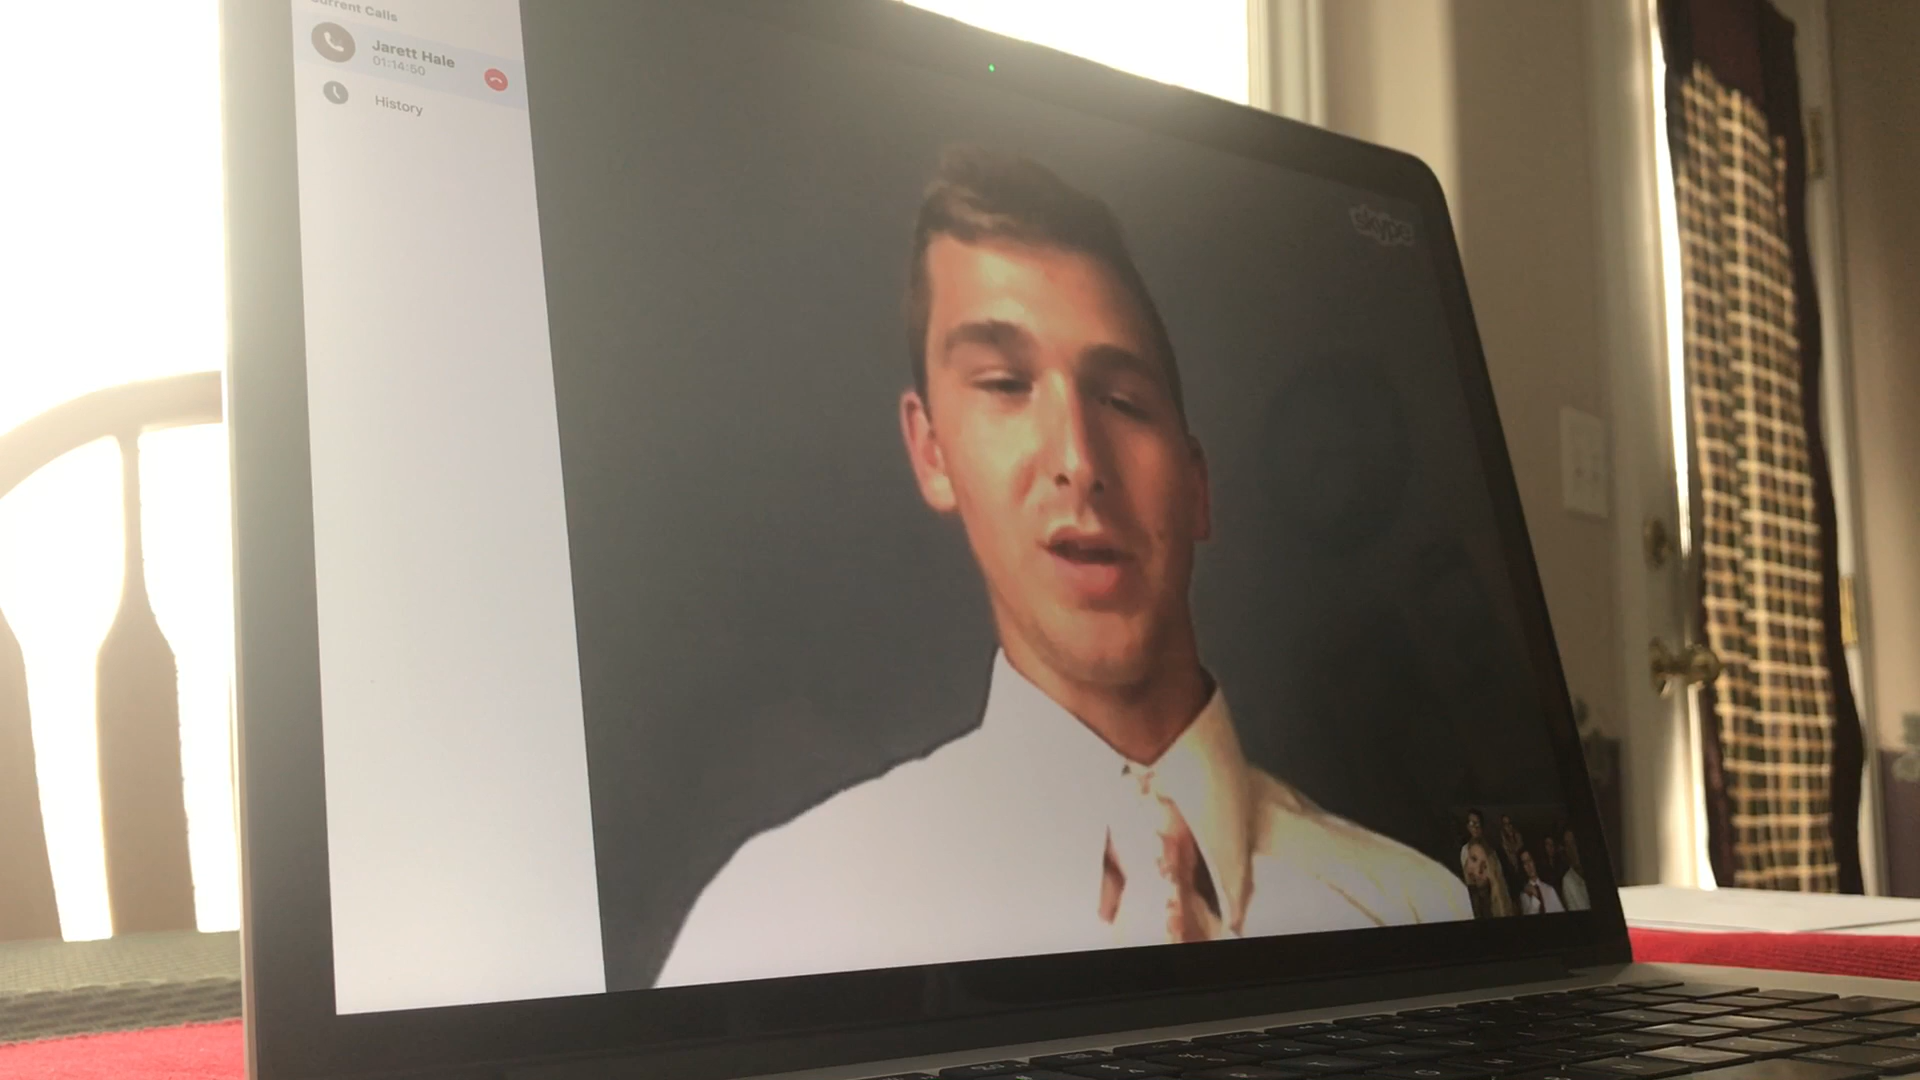 Current Calls
Jarett Hale
01:14:50
History
skype